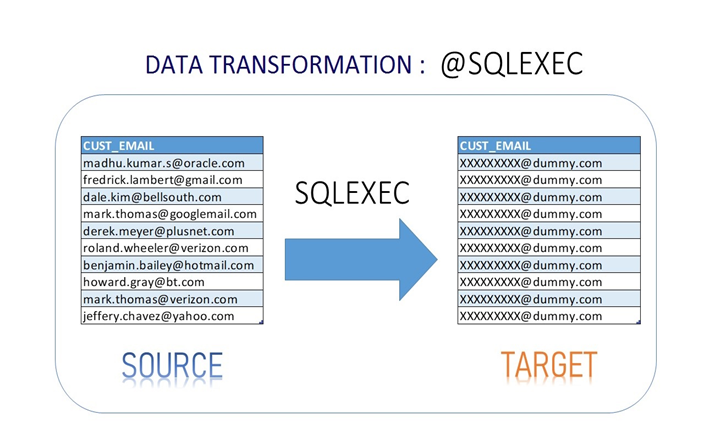 DATA TRANSFORMATION : @SQLEXEC
CUST_EMAIL
madhu.kumar.s@oracle.com
fredrick.lambert@gmail.com
dale.kim@bellsouth.com
mark.thomas@googlemail.com
derek.meyer@plusnet.com
roland.wheeler@verizon.com
benjamin.bailey@hotmail.com
howard.gray@bt.com
mark.thomas@verizon.com
jeffery.chavez@yahoo.com
SOURCE
SQLEXEC
CUST_EMAIL
XXXXXXXXX@dummy.com
XXXXXXXXX@dummy.com
XXXXXXXXX@dummy.com
XXXXXXXXX@dummy.com
XXXXXXXXX@dummy.com
XXXXXXXXX@dummy.com
XXXXXXXXX@dummy.com
XXXXXXXXX@dummy.com
XXXXXXXXX@dummy.com
XXXXXXXXX@dummy.com
TARGET